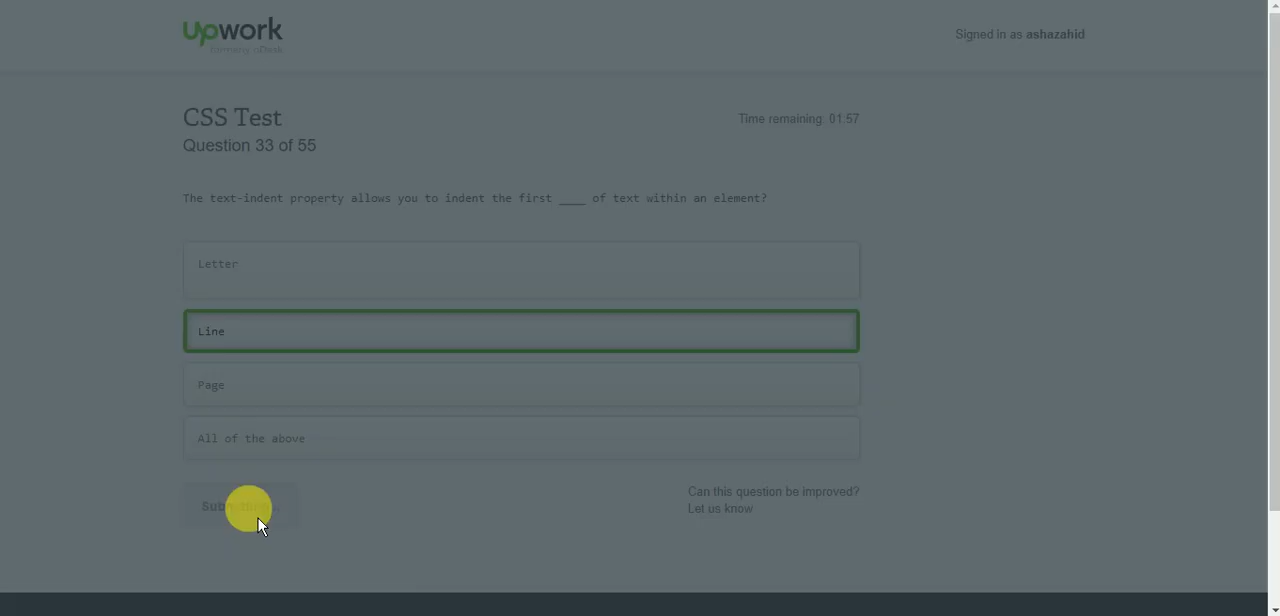 Upwork
formerly oDesk
Signed in as ashazahid
CSS Test
Time remaining: 01:57
Question 33 of 55
The text-indent property allows you to indent the first ____ of text within an element?
Letter
Line
Page
All of the above
Can this question be improved?
Let us know